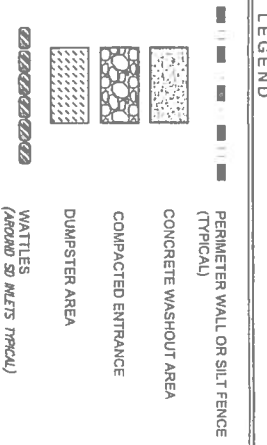 LEGEND
PERIMETER WALL OR SILT FENCE
(TYPICAL)
CONCRETE WASHOUT AREA
COMPACTED ENTRANCE
DUMPSTER AREA
WATTLES
(AROUND SD INLETS TYPICAL)